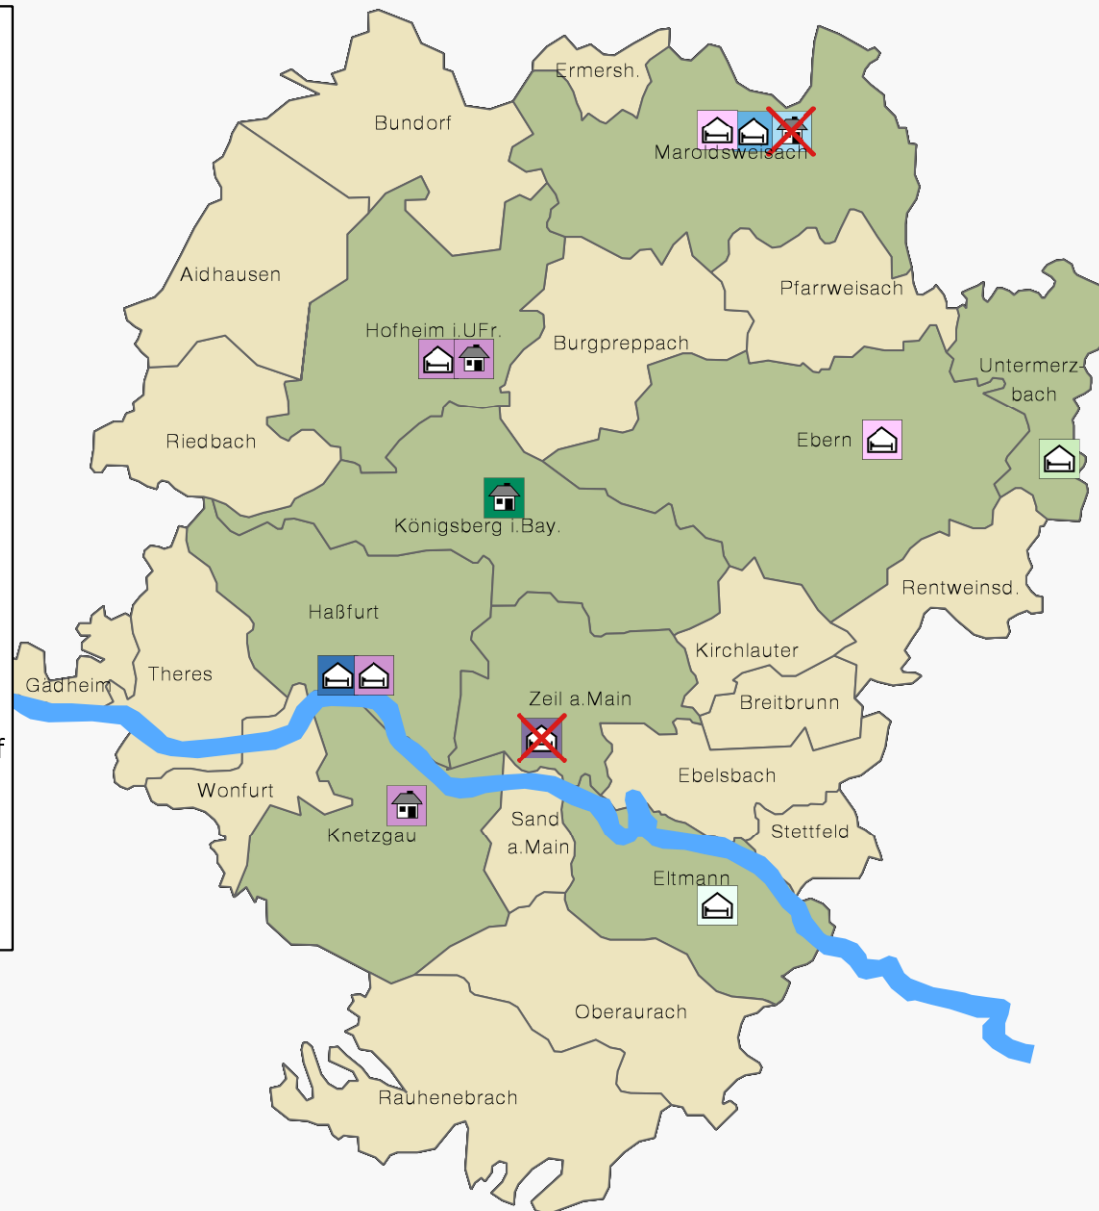 Ermersh.
Bundorf
Maroldsweisach
Aidhausen
Pfarrweisach
Hofheim i.UFr.
Burgpreppach
Untermerz-
bach
Riedbach
Ebern
Königsberg i.Bay.
Rentweinsd.
Haßfurt
Kirchlauter
Theres
Gädheim
Zeil a.Main
Breitbrunn
f
Ebelsbach
Wonfurt
Sand
a.Main
Stettfeld
Knetzgau
Eltmann
Oberaurach
Rauhenebrach